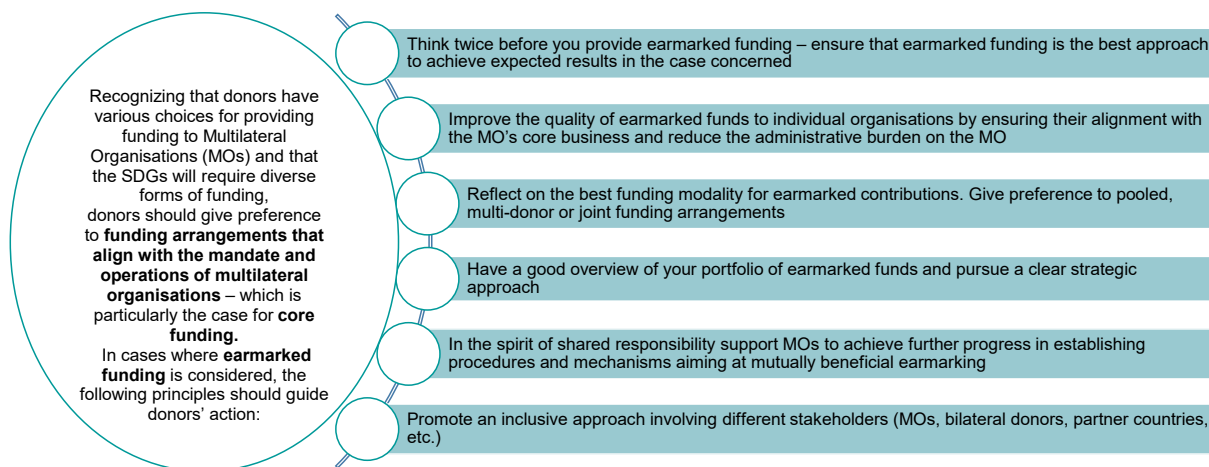 Recognizing that donors have
various choices for providing
funding to Multilateral
Organisations (MOs) and that
the SDGs will require diverse
forms of funding,
donors should give preference
to funding arrangements that
align with the mandate and
operations of multilateral
organisations – which is
particularly the case for core
funding.
In cases where earmarked
funding is considered, the
following principles should guide
donors' action:
Think twice before you provide earmarked funding – ensure that earmarked funding is the best approach
to achieve expected results in the case concerned
Improve the quality of earmarked funds to individual organisations by ensuring their alignment with
the MO's core business and reduce the administrative burden on the MO
Reflect on the best funding modality for earmarked contributions. Give preference to pooled,
multi-donor or joint funding arrangements
Have a good overview of your portfolio of earmarked funds and pursue a clear strategic
approach
In the spirit of shared responsibility support MOs to achieve further progress in establishing
procedures and mechanisms aiming at mutually beneficial earmarking
Promote an inclusive approach involving different stakeholders (MOs, bilateral donors, partner countries,
etc.)